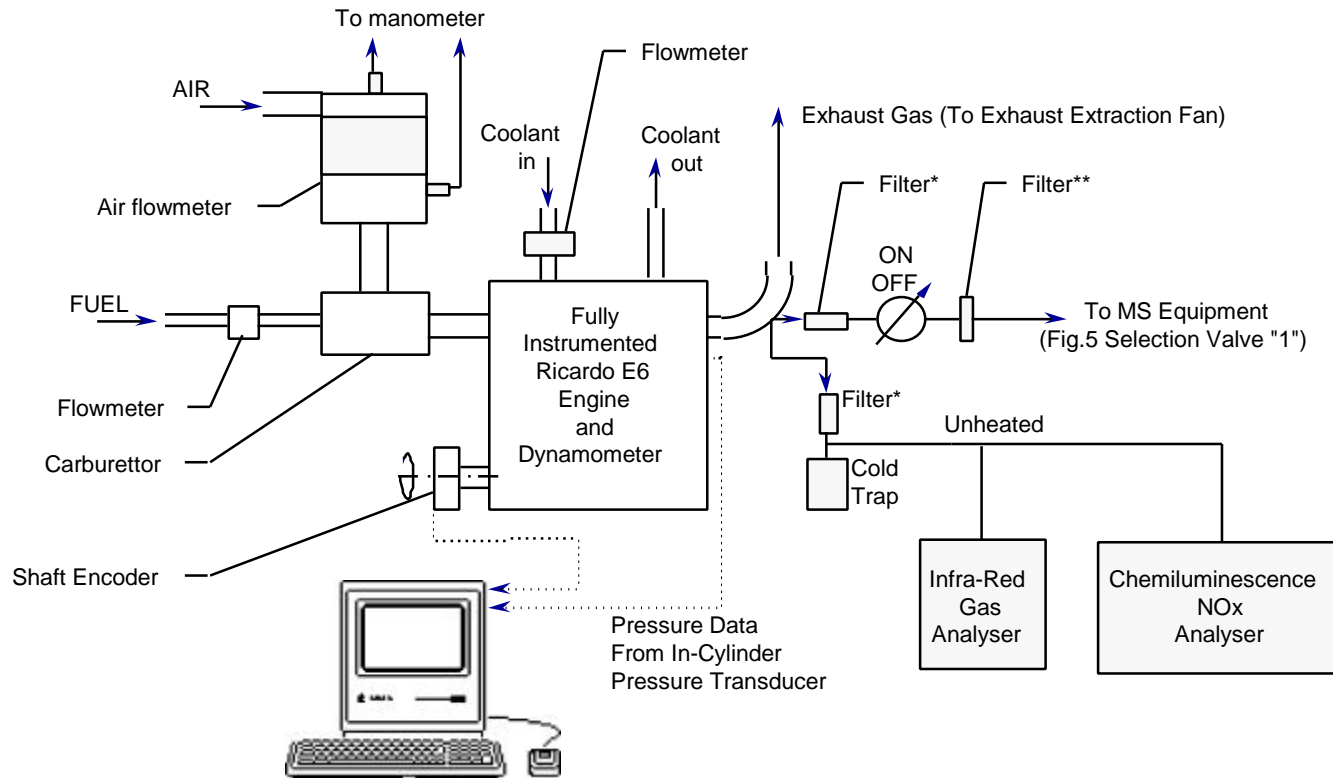 To manometer
AIR
Flowmeter
Exhaust Gas (To Exhaust Extraction Fan)
Coolant
in
Coolant
out
Air flowmeter
Filter*
Filter**
ON
OFF
FUEL
To MS Equipment
(Fig.5 Selection Valve "1")
Fully
Instrumented
Ricardo E6
Engine
and
Dynamometer
Flowmeter
Carburettor
Filter*
Unheated
Cold
Trap
Shaft Encoder
Infra-Red
Gas
Analyser
Chemiluminescence
NOx
Analyser
Pressure Data
From In-Cylinder
Pressure Transducer